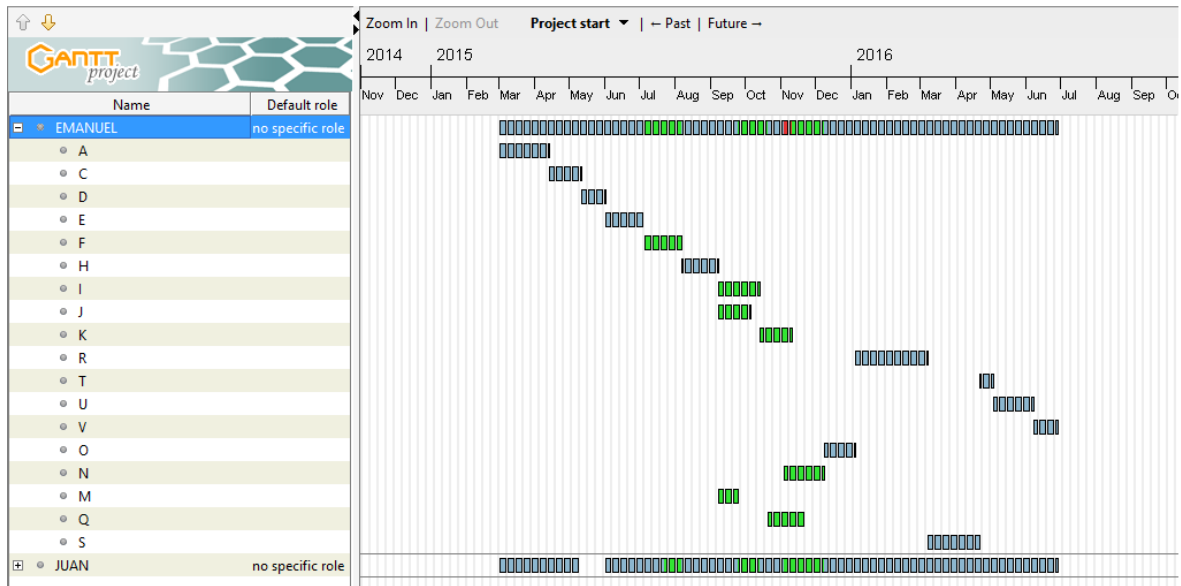 Zoom In | Zoom Out Project start ▼ | ← Past | Future →
GANTT
project
2014 2015 2016
Nov Dec Jan Feb Mar Apr May Jun Jul Aug Sep Oct Nov Dec Jan Feb Mar Apr May Jun Jul Aug Sep
Name Default role
EMANUEL no specific role
A
C
D
E
F
H
I
J
K
R
T
U
V
O
N
M
Q
S
JUAN no specific role